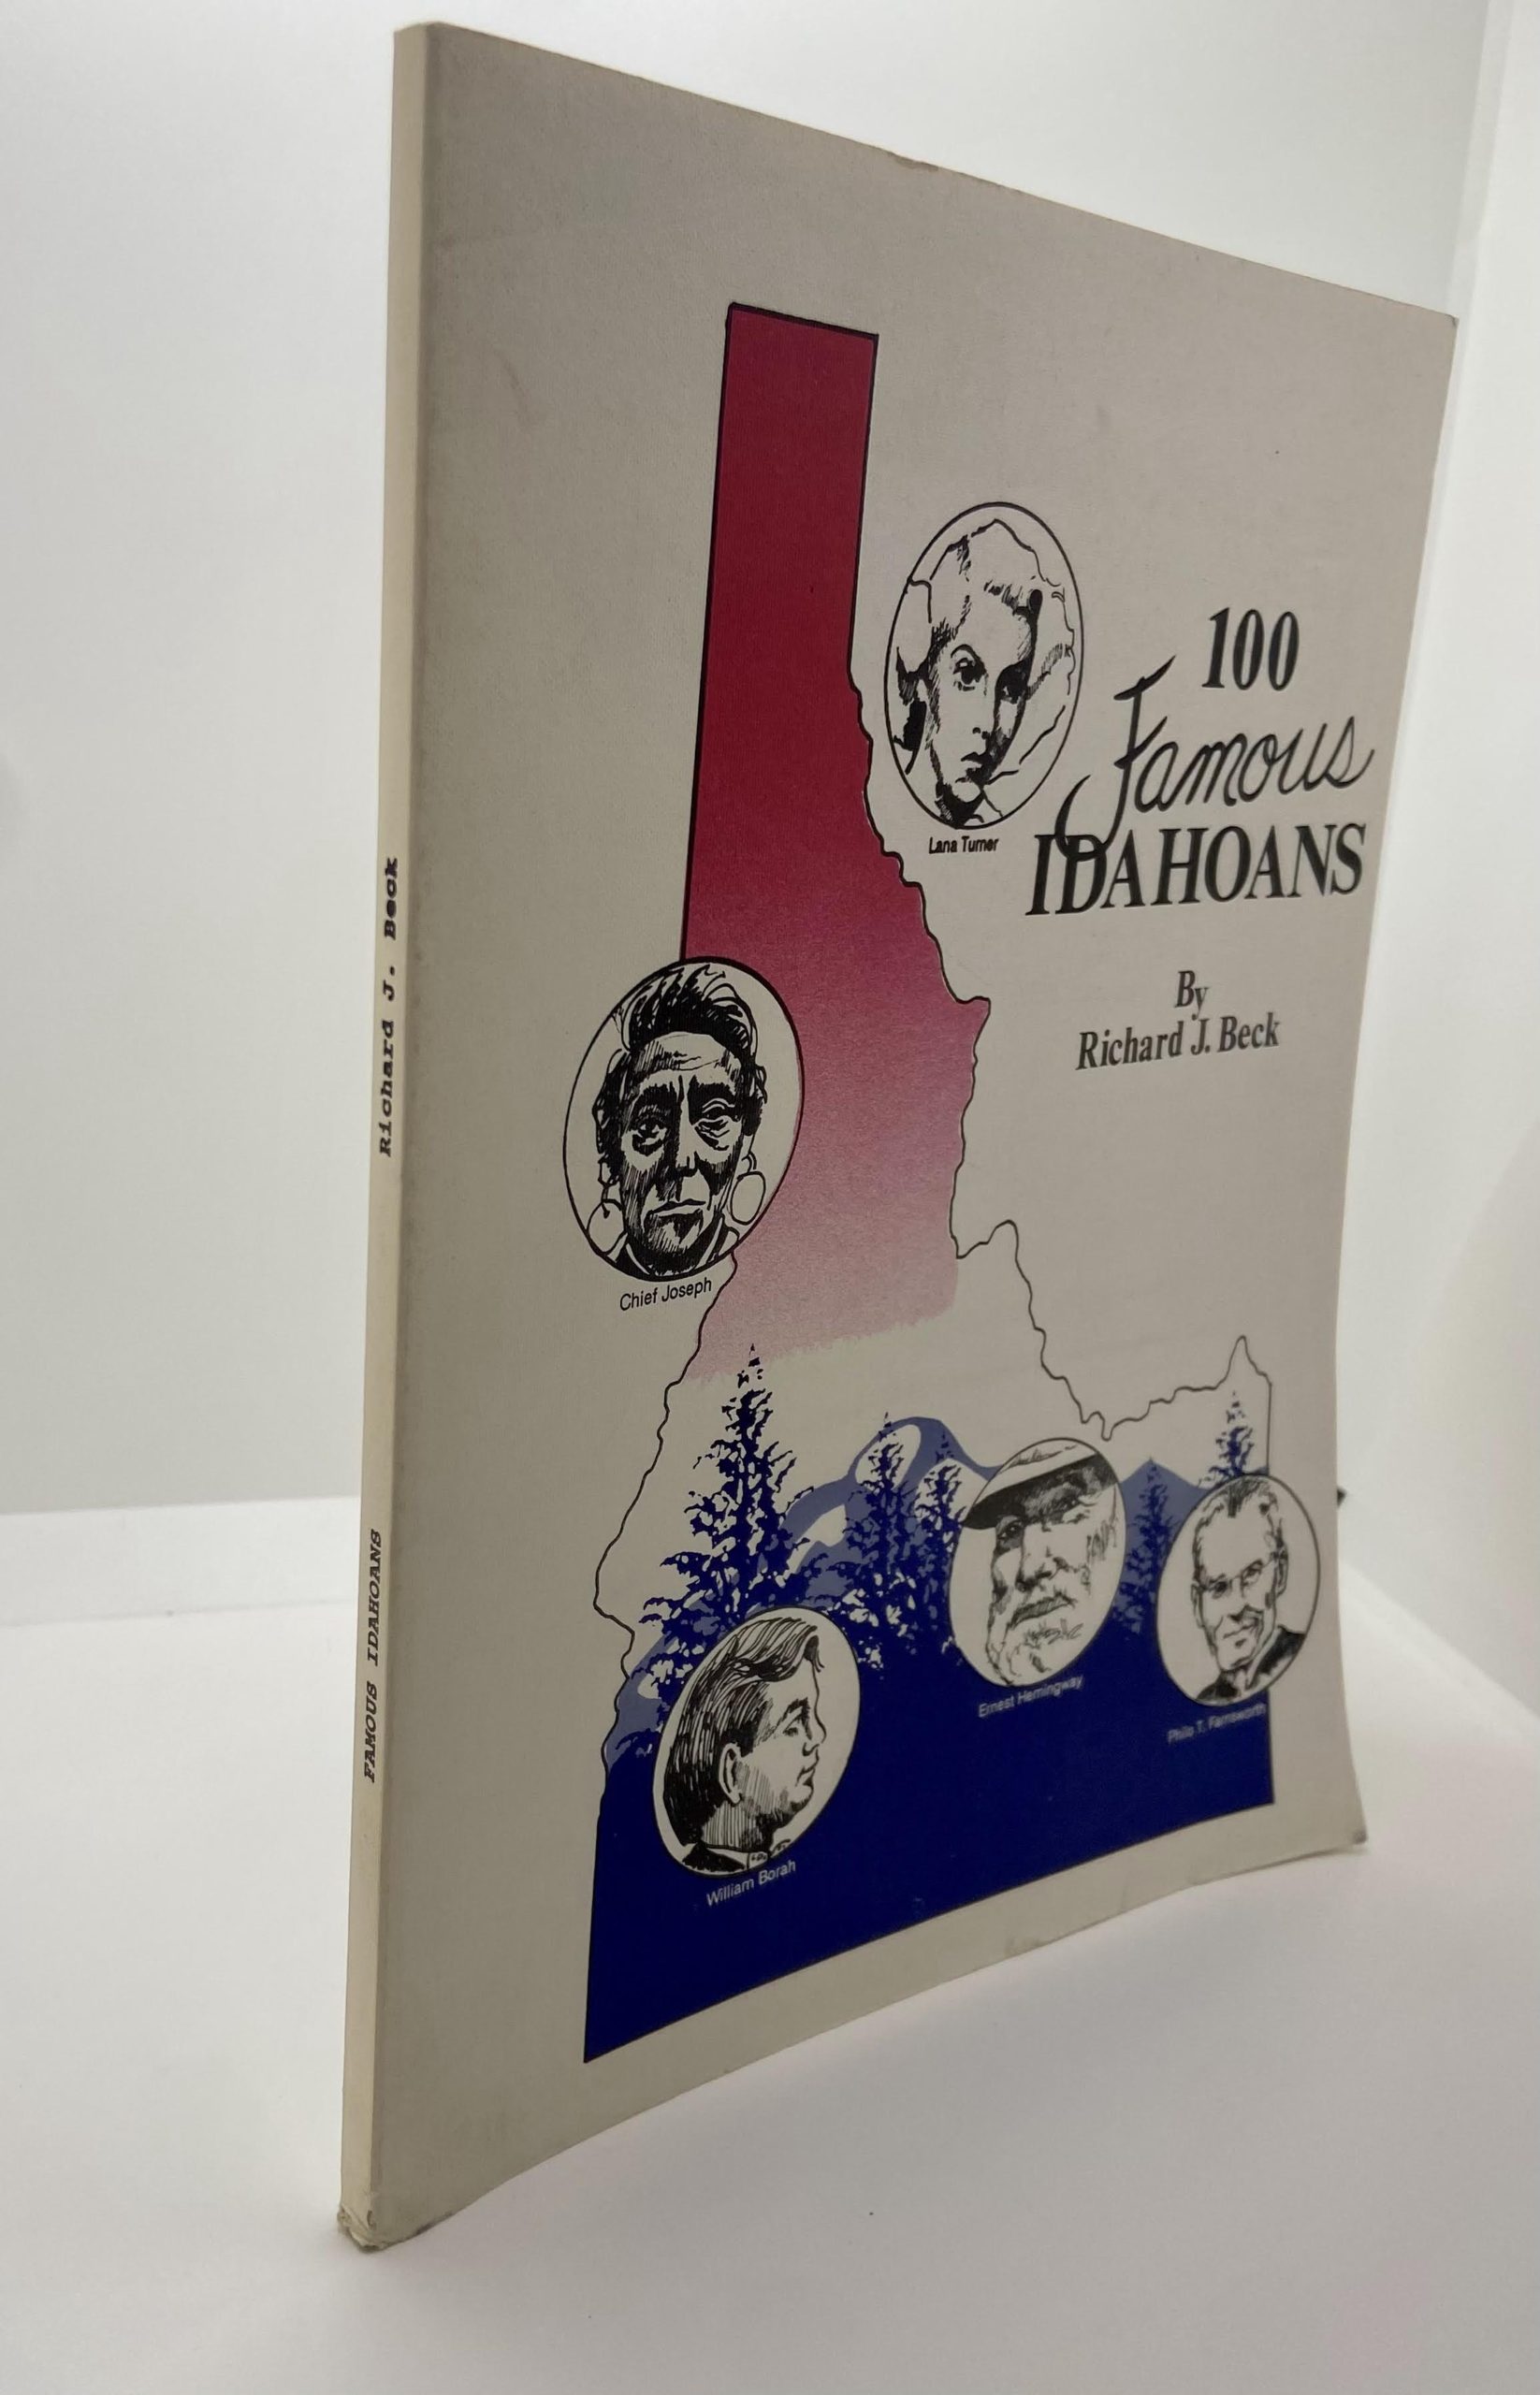 Richard J. Beck
FAMOUS IDAHOANS
100
Famous
IDAHOANS
By
Richard J. Beck
Lana Turner
Chief Joseph
Ernest Hemingway
Philo T. Farnsworth
William Borah